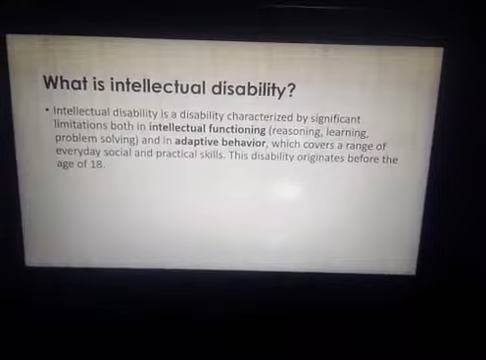 What is intellectual disability?
• Intellectual disability is a disability characterized by significant
limitations both in intellectual functioning (reasoning, learning,
problem solving) and in adaptive behavior, which covers a range of
everyday social and practical skills. This disability originates before the
age of 18.